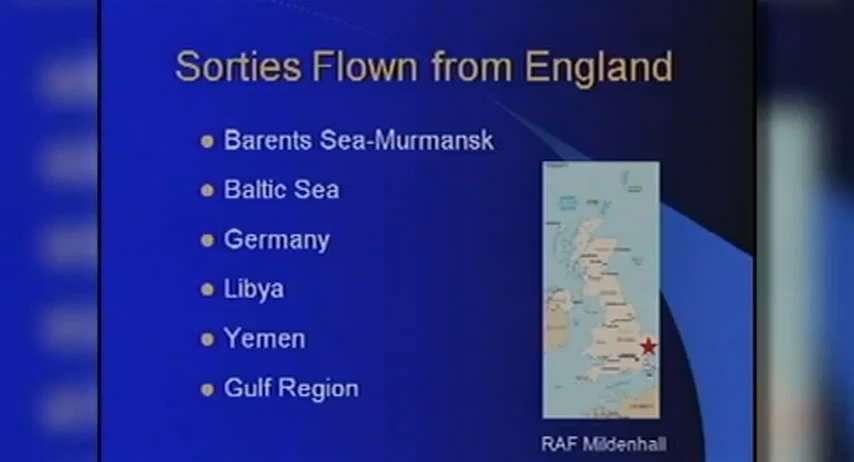 Sorties Flown from England
Barents Sea-Murmansk
Baltic Sea
Germany
Libya
Yemen
Gulf Region
RAF Mildenhall